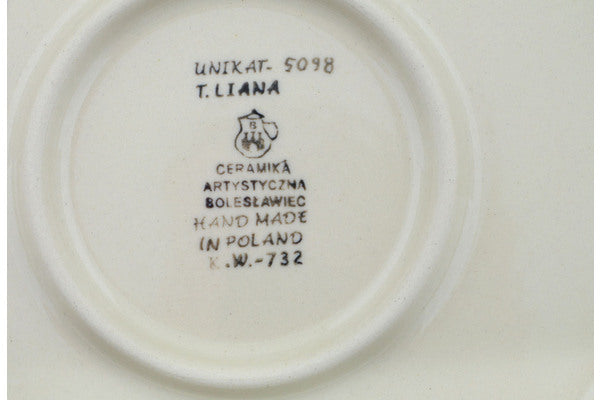 UNIKAT- 5098
T. LIANA
B
CERAMIKA
ARTYSTYCZNA
BOLESŁAWIEC
HAND MADE
IN POLAND
K.W.-732